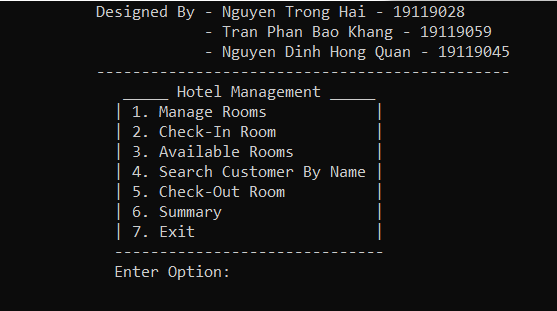 Designed By - Nguyen Trong Hai - 19119028
- Tran Phan Bao Khang - 19119059
- Nguyen Dinh Hong Quan - 19119045
----------------------------------------------
_____ Hotel Management _____
| 1. Manage Rooms            |
| 2. Check-In Room           |
| 3. Available Rooms         |
| 4. Search Customer By Name |
| 5. Check-Out Room          |
| 6. Summary                 |
| 7. Exit                    |
------------------------------
Enter Option: